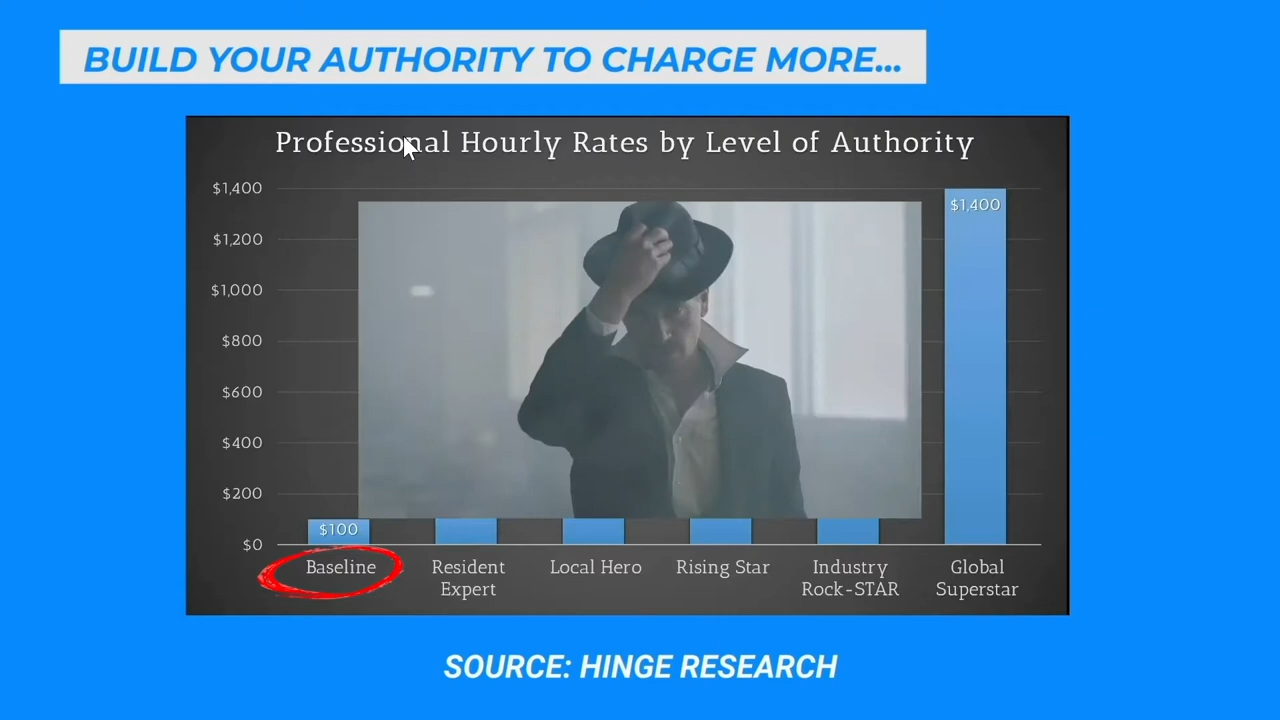 BUILD YOUR AUTHORITY TO CHARGE MORE...
Professional Hourly Rates by Level of Authority
$1,400
$1,200
$1,000
$800
$600
$400
$200
$0
$1,400
$100
Baseline
Resident
Expert
Local Hero
Rising Star
Industry
Rock-STAR
Global
Superstar
SOURCE: HINGE RESEARCH